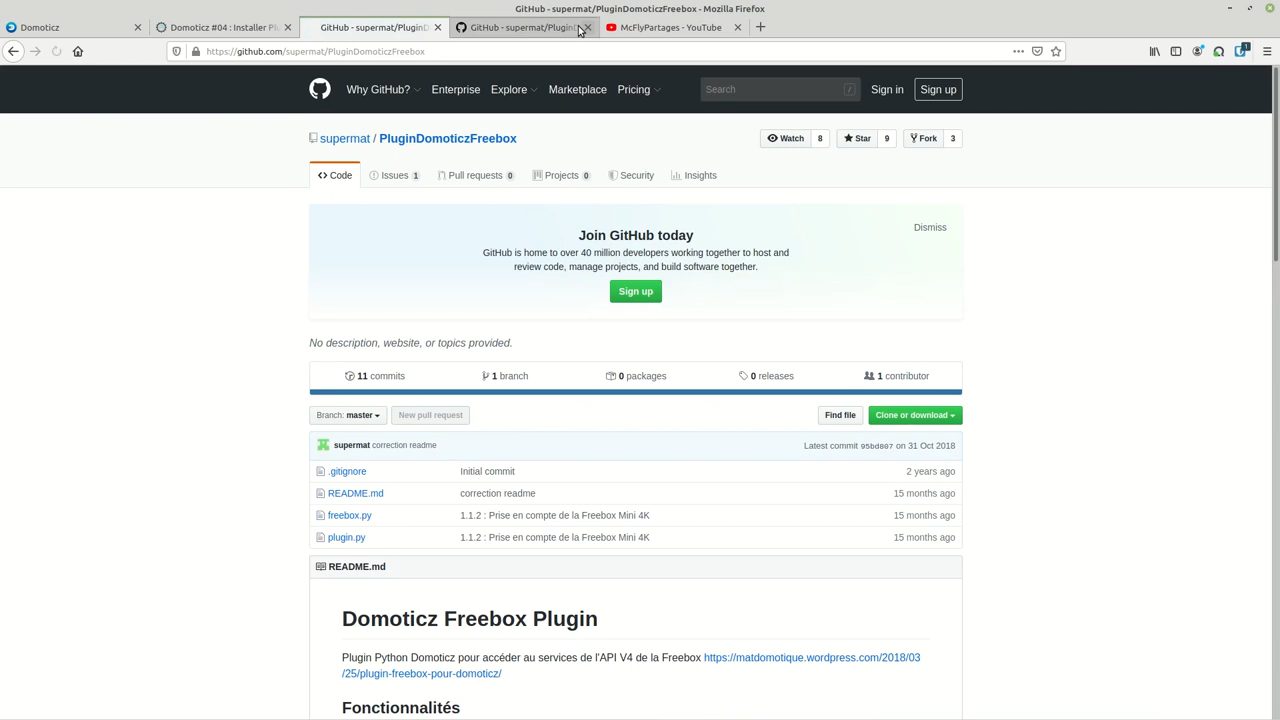 GitHub - supermat/PluginDomoticzFreebox - Mozilla Firefox
Domoticz
Domoticz #04 : Installer Pl
GitHub - supermat/PluginD
GitHub - supermat/Plugin
McFlyPartages - YouTube
https://github.com/supermat/PluginDomoticzFreebox
1
Why GitHub?
Enterprise
Explore
Marketplace
Pricing
Search
/
Sign in
Sign up
supermat / PluginDomoticzFreebox
Watch 8
Star 9
Fork 3
Code
Issues 1
Pull requests 0
Projects 0
Security
Insights
Join GitHub today
Dismiss
GitHub is home to over 40 million developers working together to host and
review code, manage projects, and build software together.
Sign up
No description, website, or topics provided.
11 commits
1 branch
0 packages
0 releases
1 contributor
Branch: master
New pull request
Find file
Clone or download
supermat correction readme
Latest commit 95bd807 on 31 Oct 2018
.gitignore Initial commit 2 years ago
README.md correction readme 15 months ago
freebox.py 1.1.2 : Prise en compte de la Freebox Mini 4K 15 months ago
plugin.py 1.1.2 : Prise en compte de la Freebox Mini 4K 15 months ago
README.md
Domoticz Freebox Plugin
Plugin Python Domoticz pour accéder au services de l'API V4 de la Freebox https://matdomotique.wordpress.com/2018/03
/25/plugin-freebox-pour-domoticz/
Fonctionnalités